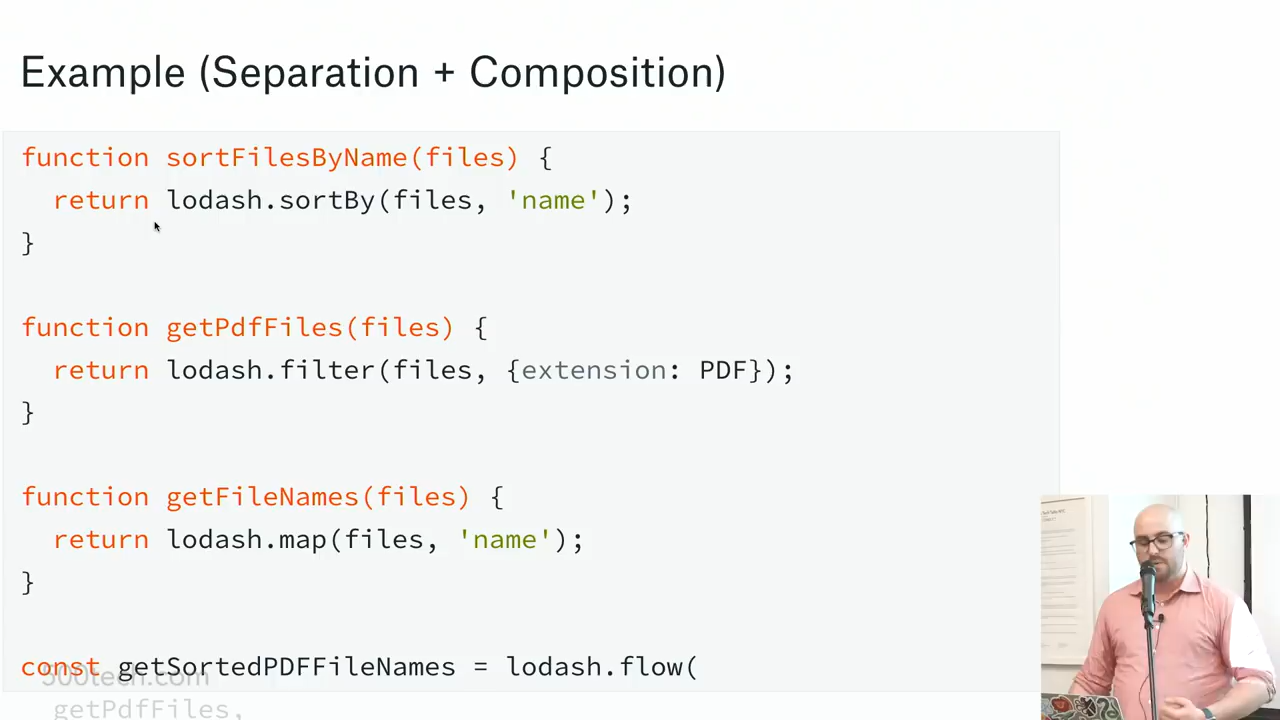 Example (Separation + Composition)
function sortFilesByName(files) {
  return lodash.sortBy(files, 'name');
}
function getPdfFiles(files) {
  return lodash.filter(files, {extension: PDF});
}
function getFileNames(files) {
  return lodash.map(files, 'name');
}
const getSortedPDFFileNames = lodash.flow(
500tech.com
  getPdfFiles,